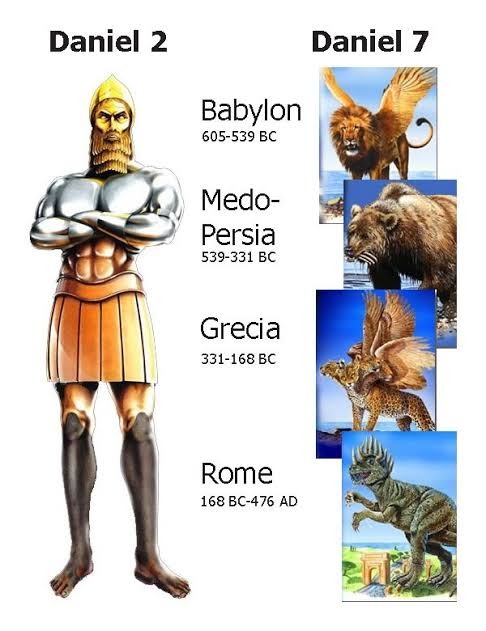 Daniel 2
Daniel 7
Babylon
605-539 BC
Medo-
Persia
539-331 BC
Grecia
331-168 BC
Rome
168 BC-476 AD